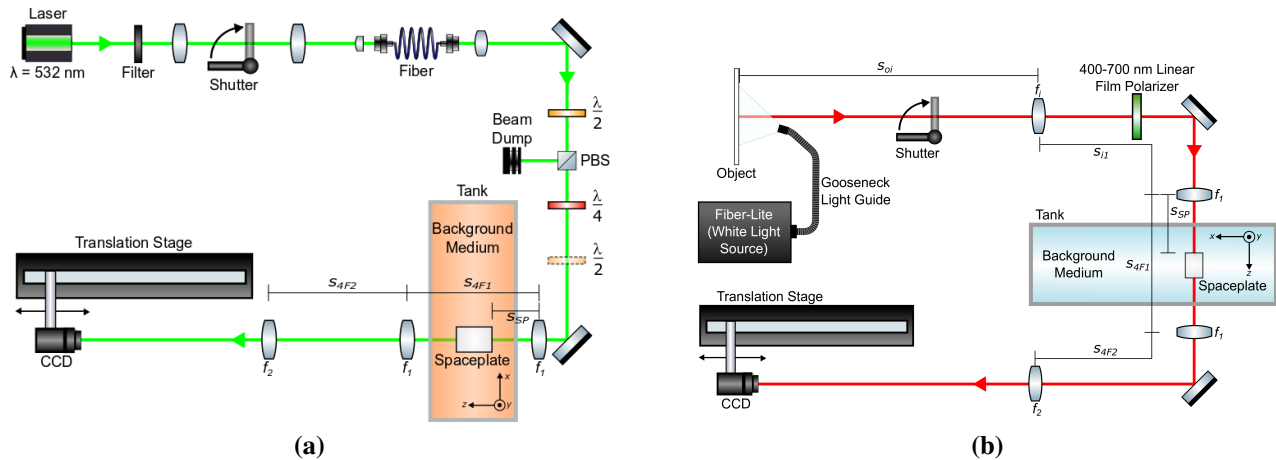 Laser
λ = 532 nm
Filter
Shutter
Fiber
λ/2
Beam
Dump
PBS
λ/4
Tank
Background
Medium
λ/2
Translation Stage
s4F2
s4F1
sSP
CCD
f2
f1
Spaceplate
f1
x
z
y
(a)
soi
400-700 nm Linear
Film Polarizer
fi
Object
Shutter
si1
Gooseneck
Light Guide
Fiber-Lite
(White Light
Source)
f1
sSP
Tank
Background
Medium
s4F1
x
y
z
Spaceplate
Translation Stage
f1
s4F2
CCD
f2
(b)